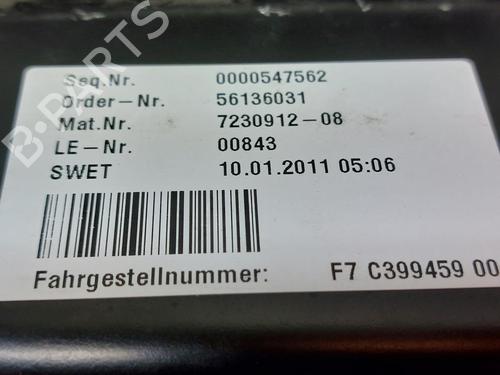 B-PARTS
Seq.Nr. 0000547562
Order-Nr. 56136031
Mat.Nr. 7230912-08
LE-Nr. 00843
SWET 10.01.2011 05:06
Fahrgestellnummer: F7 C399459 00